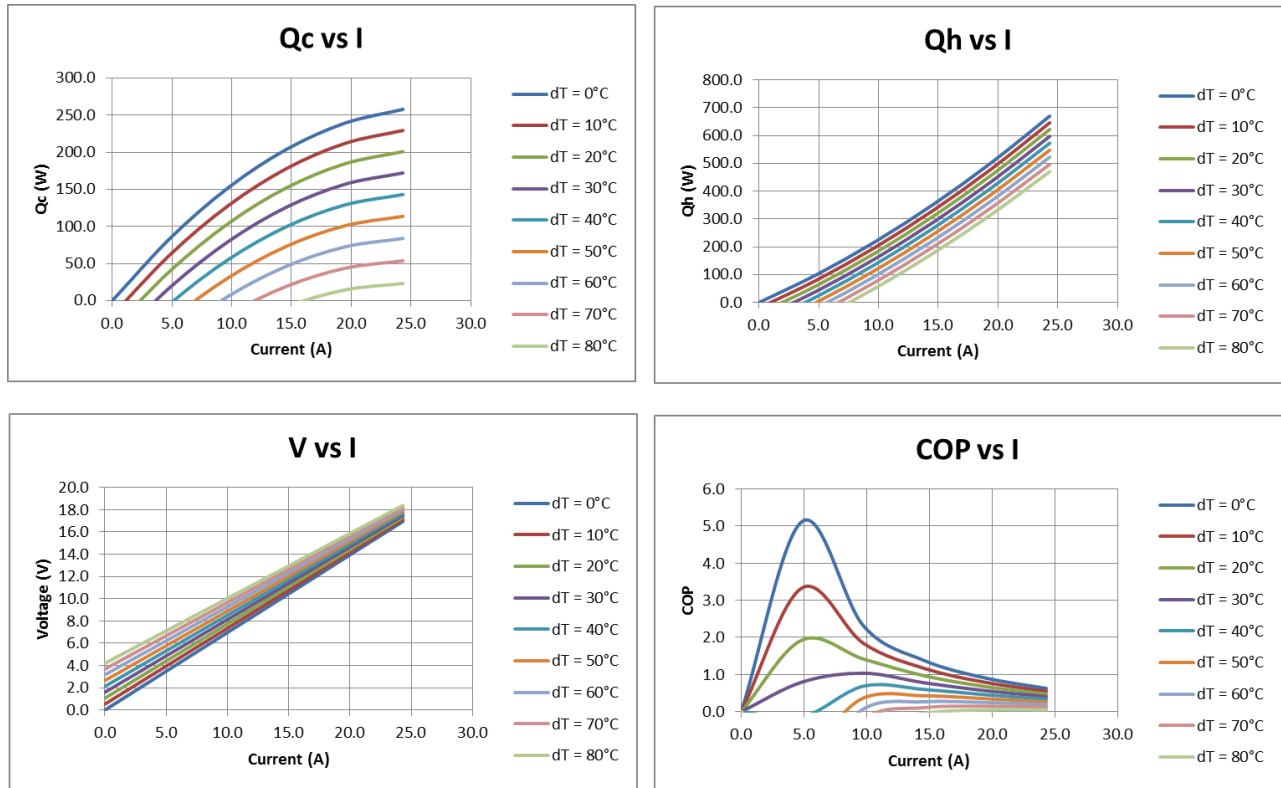 Qc vs I
Qc (W)
300.0
250.0
200.0
150.0
100.0
50.0
0.0
0.0 5.0 10.0 15.0 20.0 25.0 30.0
Current (A)
dT = 0°C
dT = 10°C
dT = 20°C
dT = 30°C
dT = 40°C
dT = 50°C
dT = 60°C
dT = 70°C
dT = 80°C
Qh vs I
Qh (W)
800.0
700.0
600.0
500.0
400.0
300.0
200.0
100.0
0.0
0.0 5.0 10.0 15.0 20.0 25.0 30.0
Current (A)
dT = 0°C
dT = 10°C
dT = 20°C
dT = 30°C
dT = 40°C
dT = 50°C
dT = 60°C
dT = 70°C
dT = 80°C
V vs I
Voltage (V)
20.0
18.0
16.0
14.0
12.0
10.0
8.0
6.0
4.0
2.0
0.0
0.0 5.0 10.0 15.0 20.0 25.0 30.0
Current (A)
dT = 0°C
dT = 10°C
dT = 20°C
dT = 30°C
dT = 40°C
dT = 50°C
dT = 60°C
dT = 70°C
dT = 80°C
COP vs I
COP
6.0
5.0
4.0
3.0
2.0
1.0
0.0
0.0 5.0 10.0 15.0 20.0 25.0 30.0
Current (A)
dT = 0°C
dT = 10°C
dT = 20°C
dT = 30°C
dT = 40°C
dT = 50°C
dT = 60°C
dT = 70°C
dT = 80°C